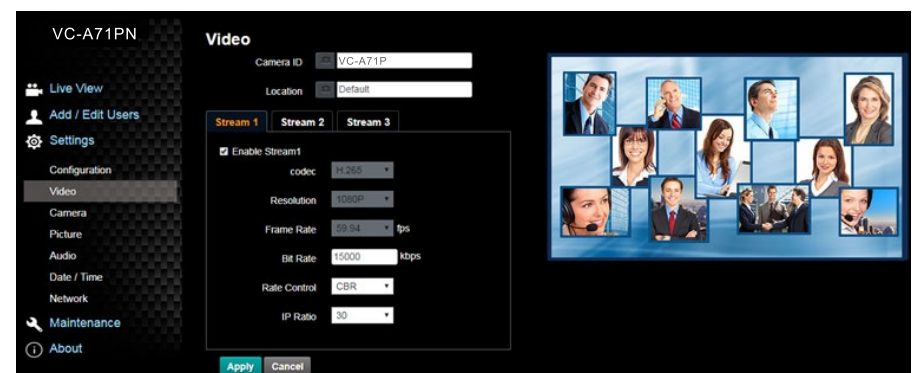 VC-A71PN
Live View
Add / Edit Users
Settings
Configuration
Video
Camera
Picture
Audio
Date / Time
Network
Maintenance
About
Video
Camera ID VC-A71P
Location Default
Stream 1 Stream 2 Stream 3
Enable Stream1
codec H.265
Resolution 1080P
Frame Rate 59.94 fps
Bit Rate 15000 kbps
Rate Control CBR
IP Ratio 30
Apply Cancel